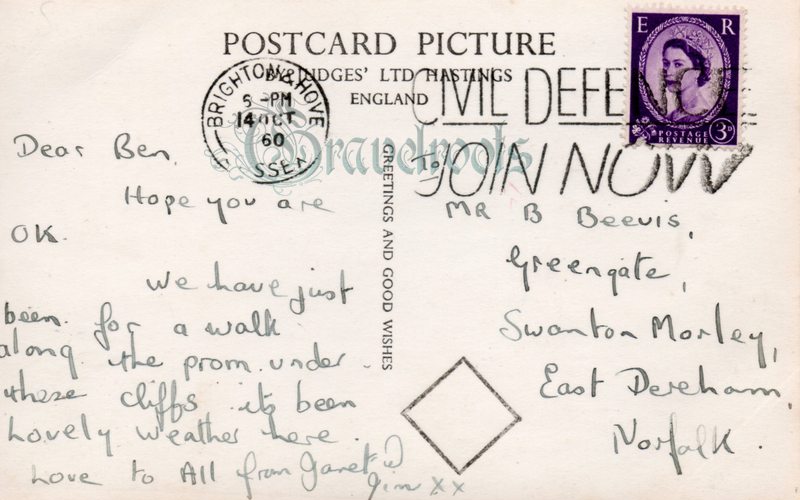 POSTCARD PICTURE
BY JUDGES' LTD HASTINGS
ENGLAND
BRIGHTON & HOVE
5 - PM
14 OCT
60
SSEX
CIVIL DEFENCE
JOIN NOW
E R
POSTAGE
REVENUE
3D
Gravelroots
GREETINGS AND GOOD WISHES
Dear Ben,
Hope you are
OK.
We have just
been for a walk
along the prom under
these cliffs its been
lovely weather here.
Love to All from Janet &
Jim XX
MR B Beevis,
Greengate,
Swanton Morley,
East Dereham,
Norfolk.